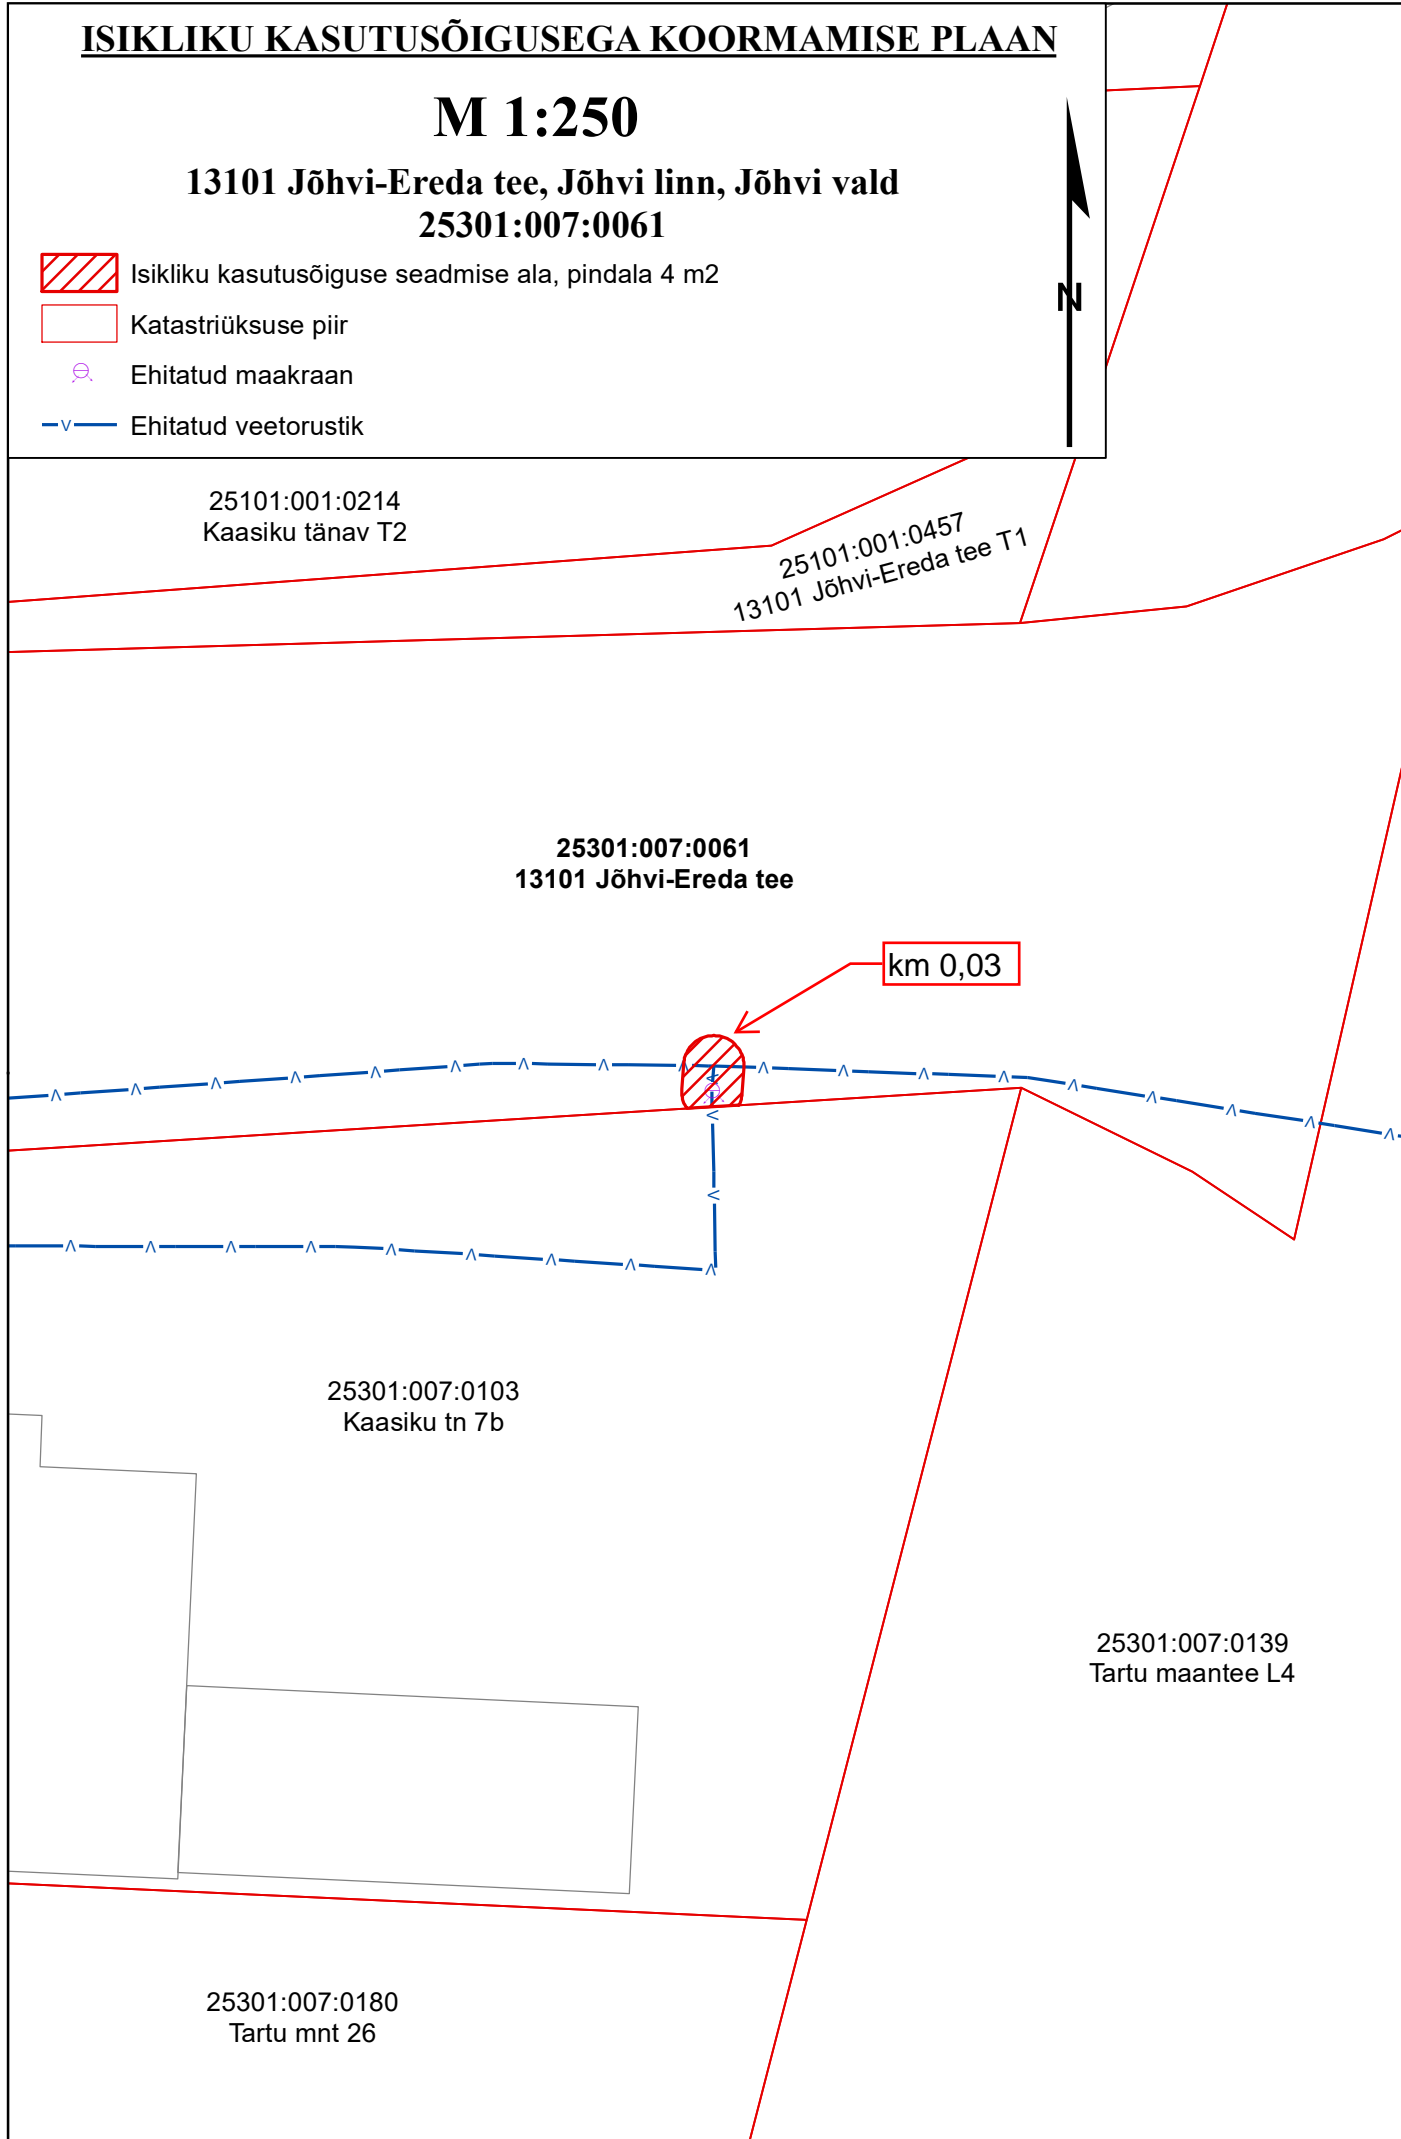 ISIKLIKU KASUTUSÕIGUSEGA KOORMAMISE PLAAN
M 1:250
13101 Jõhvi-Ereda tee, Jõhvi linn, Jõhvi vald
25301:007:0061
Isikliku kasutusõiguse seadmise ala, pindala 4 m2
Katastriüksuse piir
Ehitatud maakraan
V Ehitatud veetorustik
N
25101:001:0214
Kaasiku tänav T2
25101:001:0457
13101 Jõhvi-Ereda tee T1
25301:007:0061
13101 Jõhvi-Ereda tee
km 0,03
25301:007:0103
Kaasiku tn 7b
25301:007:0139
Tartu maantee L4
25301:007:0180
Tartu mnt 26